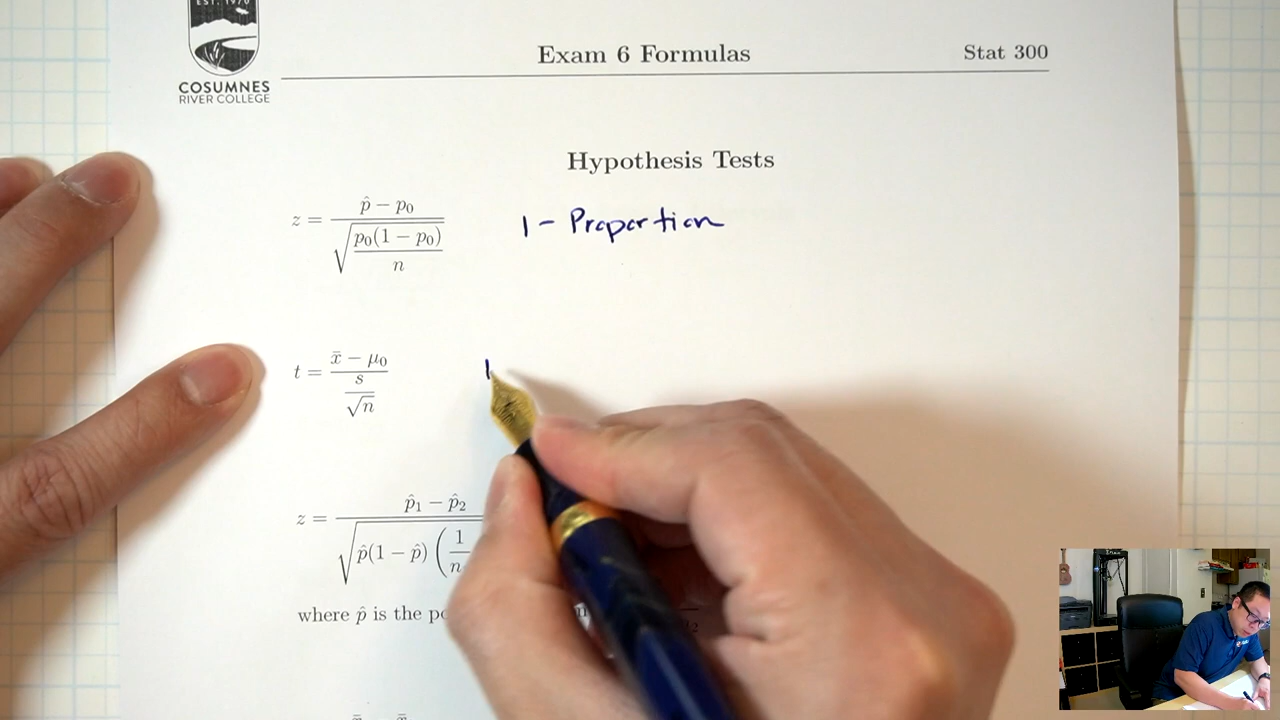 EST. 1970
COSUMNES
RIVER COLLEGE
Exam 6 Formulas Stat 300
Hypothesis Tests
z = (p̂ − p₀) / √(p₀(1 − p₀) / n) 1 - Proportion
t = (x̄ − μ₀) / (s / √n) 1
z = p̂₁ − p̂₂ / √p̂(1 − p̂) ( 1 / n
where p̂ is the
x̄ − x̄